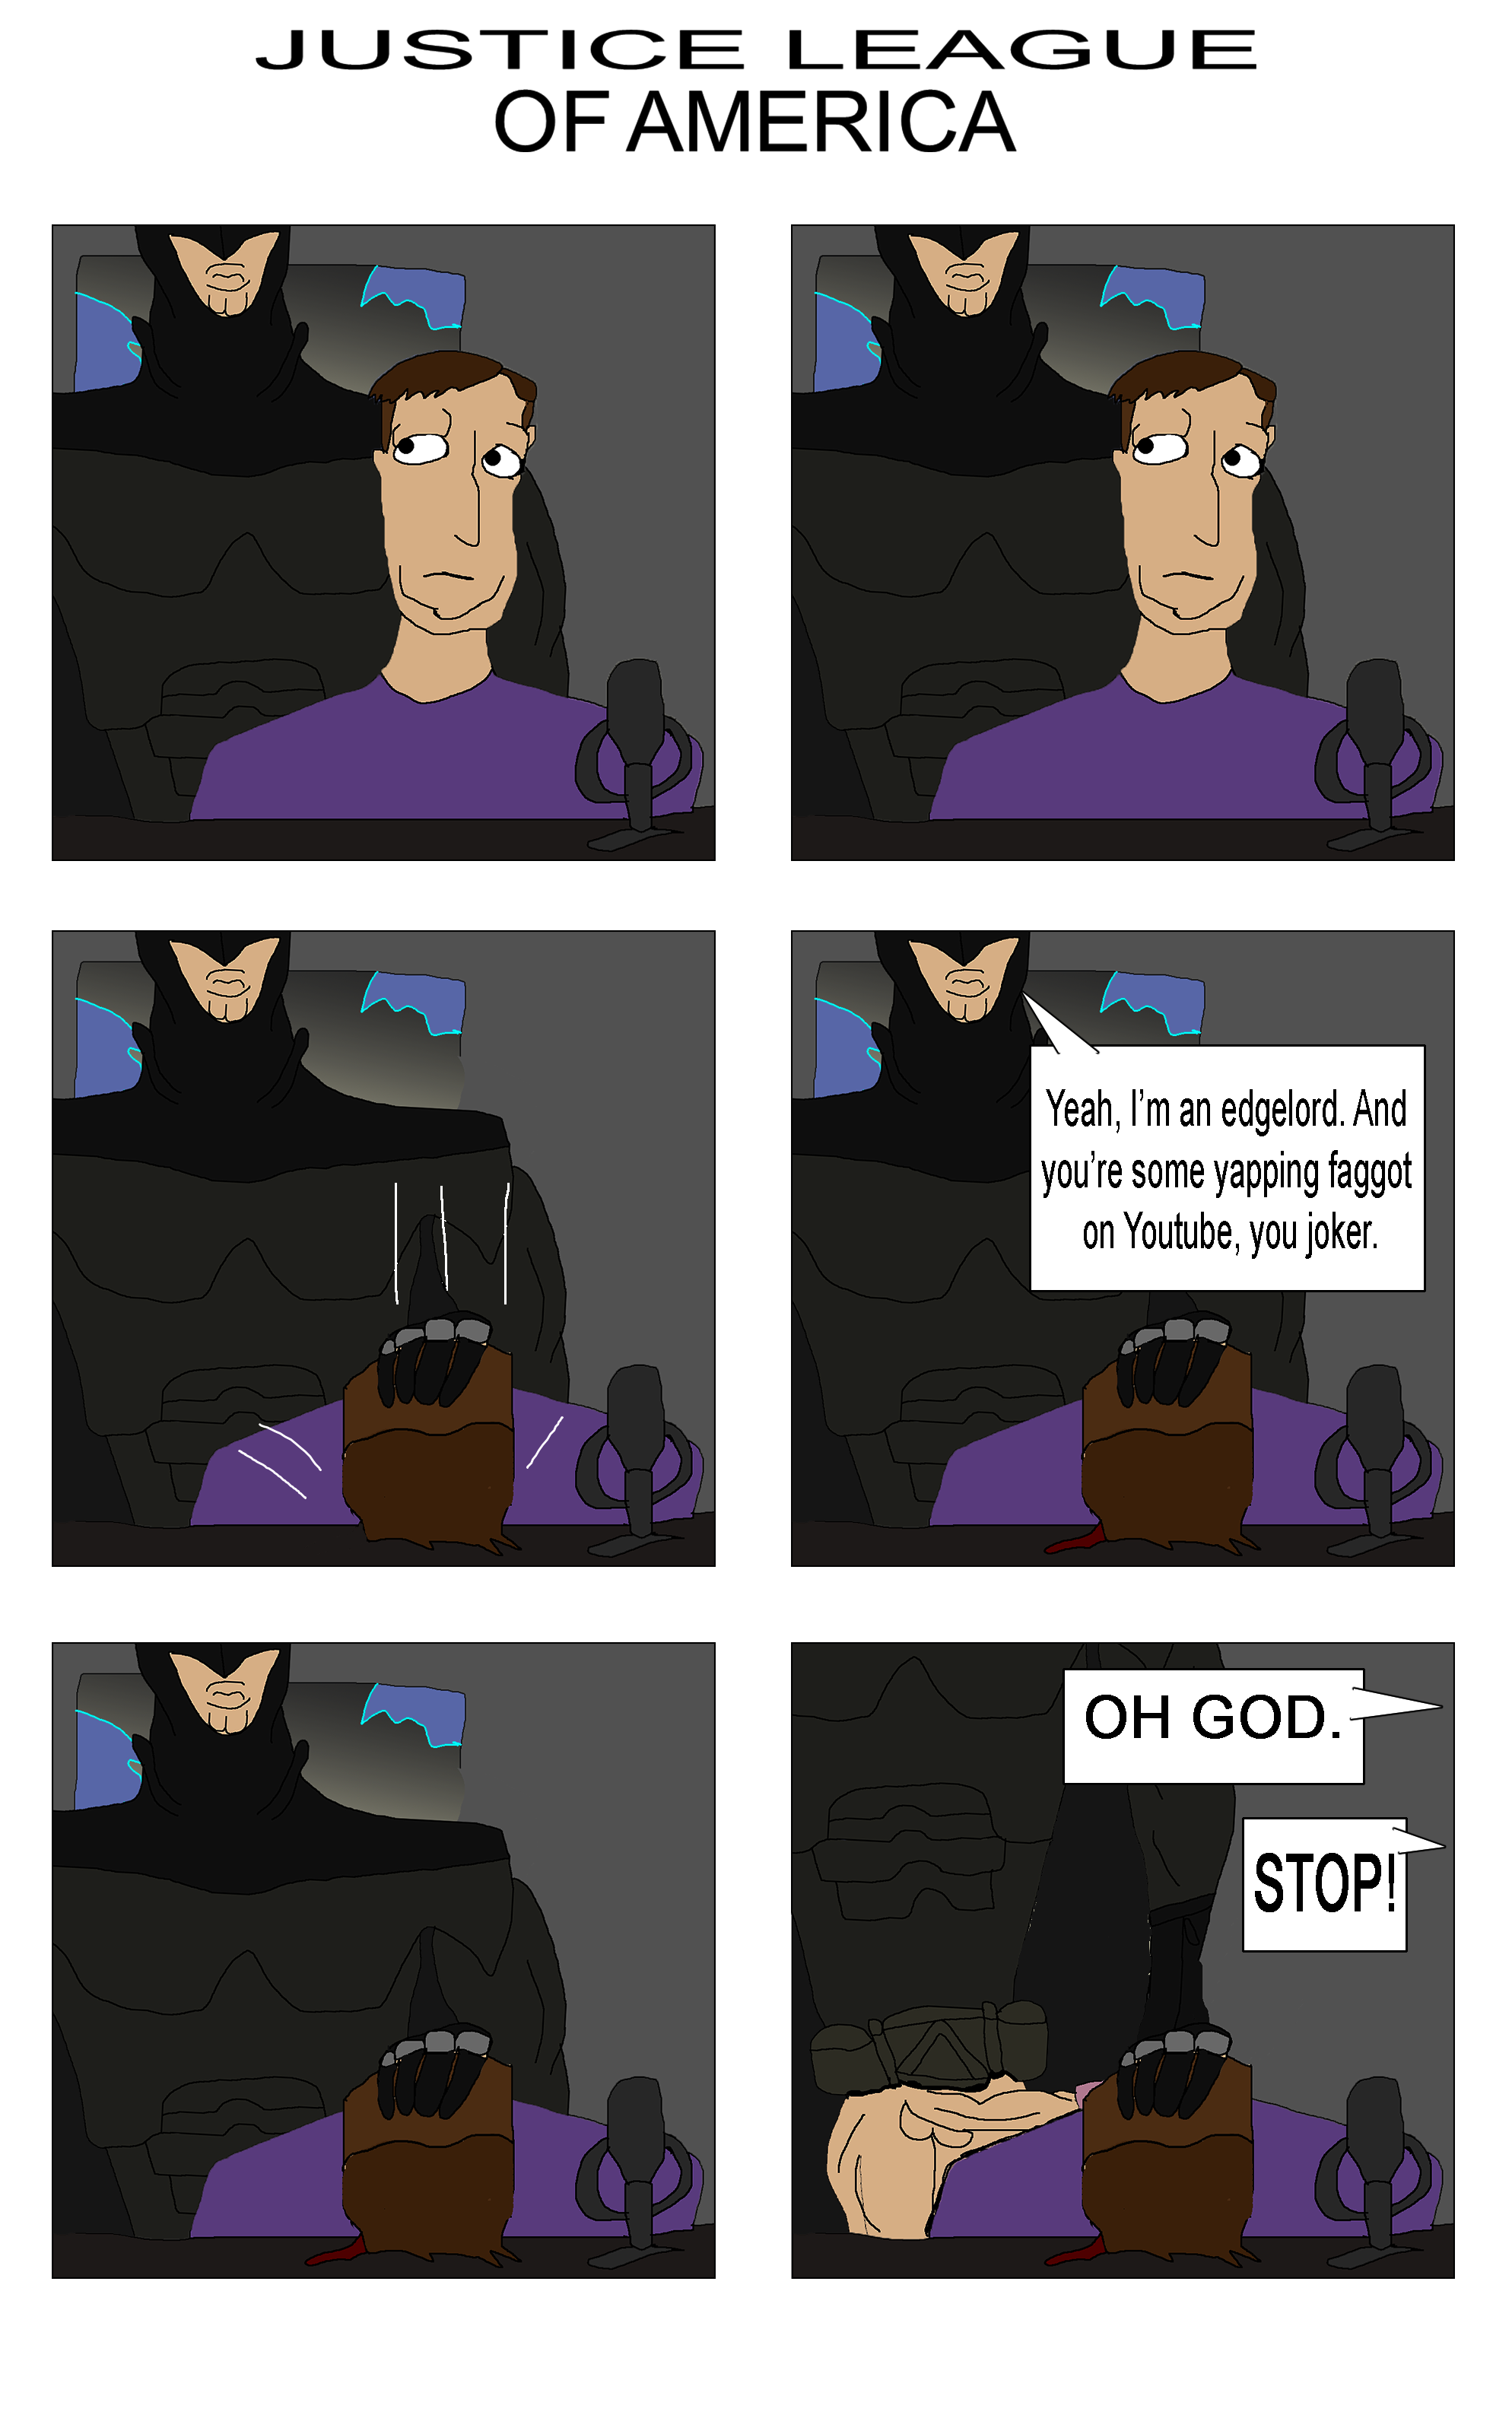 JUSTICE LEAGUE
OF AMERICA
Yeah, I'm an edgelord. And
you're some yapping faggot
on Youtube, you joker.
OH GOD.
STOP!